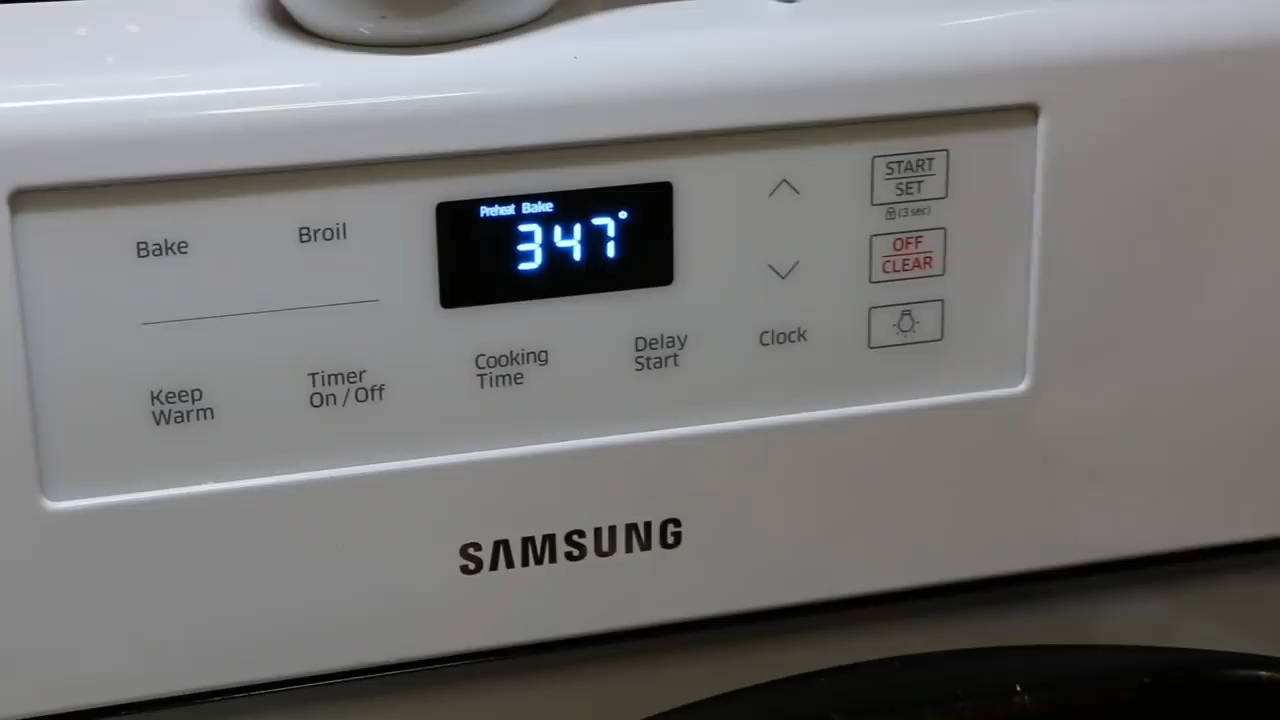 Preheat Bake
347°
Bake
Broil
START
SET
(3 sec)
OFF
CLEAR
Keep
Warm
Timer
On / Off
Cooking
Time
Delay
Start
Clock
SAMSUNG